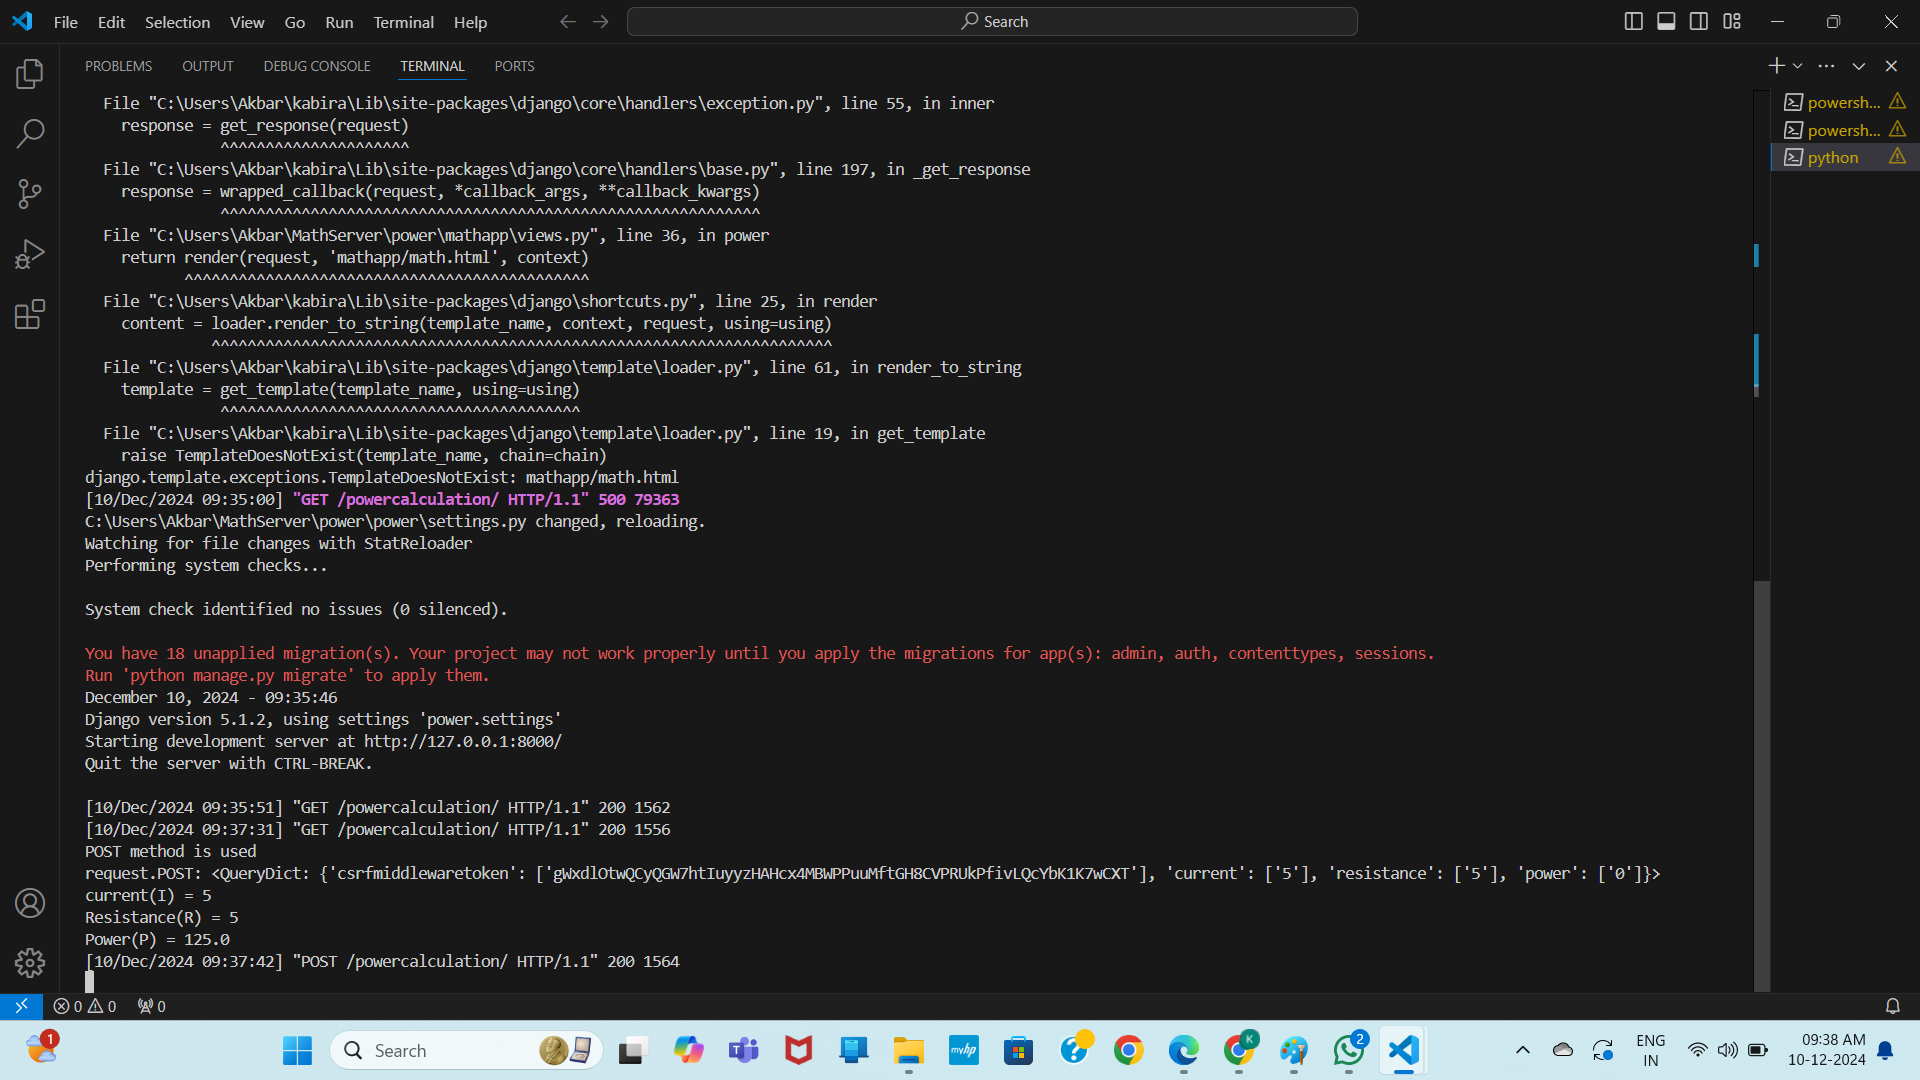 File Edit Selection View Go Run Terminal Help
Search
PROBLEMS OUTPUT DEBUG CONSOLE TERMINAL PORTS
powersh...
powersh...
python
File "C:\Users\Akbar\kabira\Lib\site-packages\django\core\handlers\exception.py", line 55, in inner
response = get_response(request)
^^^^^^^^^^^^^^^^^^^^^
File "C:\Users\Akbar\kabira\Lib\site-packages\django\core\handlers\base.py", line 197, in _get_response
response = wrapped_callback(request, *callback_args, **callback_kwargs)
^^^^^^^^^^^^^^^^^^^^^^^^^^^^^^^^^^^^^^^^^^^^^^^^^^^^^^^^^^^^
File "C:\Users\Akbar\MathServer\power\mathapp\views.py", line 36, in power
return render(request, 'mathapp/math.html', context)
^^^^^^^^^^^^^^^^^^^^^^^^^^^^^^^^^^^^^^^^^^^^^
File "C:\Users\Akbar\kabira\Lib\site-packages\django\shortcuts.py", line 25, in render
content = loader.render_to_string(template_name, context, request, using=using)
^^^^^^^^^^^^^^^^^^^^^^^^^^^^^^^^^^^^^^^^^^^^^^^^^^^^^^^^^^^^^^^^^^^^^
File "C:\Users\Akbar\kabira\Lib\site-packages\django\template\loader.py", line 61, in render_to_string
template = get_template(template_name, using=using)
^^^^^^^^^^^^^^^^^^^^^^^^^^^^^^^^^^^^^^^^
File "C:\Users\Akbar\kabira\Lib\site-packages\django\template\loader.py", line 19, in get_template
raise TemplateDoesNotExist(template_name, chain=chain)
django.template.exceptions.TemplateDoesNotExist: mathapp/math.html
[10/Dec/2024 09:35:00] "GET /powercalculation/ HTTP/1.1" 500 79363
C:\Users\Akbar\MathServer\power\power\settings.py changed, reloading.
Watching for file changes with StatReloader
Performing system checks...
System check identified no issues (0 silenced).
You have 18 unapplied migration(s). Your project may not work properly until you apply the migrations for app(s): admin, auth, contenttypes, sessions.
Run 'python manage.py migrate' to apply them.
December 10, 2024 - 09:35:46
Django version 5.1.2, using settings 'power.settings'
Starting development server at http://127.0.0.1:8000/
Quit the server with CTRL-BREAK.
[10/Dec/2024 09:35:51] "GET /powercalculation/ HTTP/1.1" 200 1562
[10/Dec/2024 09:37:31] "GET /powercalculation/ HTTP/1.1" 200 1556
POST method is used
request.POST: <QueryDict: {'csrfmiddlewaretoken': ['gWxdlOtwQCyQGW7htIuyyzHAHcx4MBWPPuuMftGH8CVPRUkPfivLQcYbK1K7wCXT'], 'current': ['5'], 'resistance': ['5'], 'power': ['0']}>
current(I) = 5
Resistance(R) = 5
Power(P) = 125.0
[10/Dec/2024 09:37:42] "POST /powercalculation/ HTTP/1.1" 200 1564
0 0 0
1
Search
myhp
K
2
ENG
IN
09:38 AM
10-12-2024